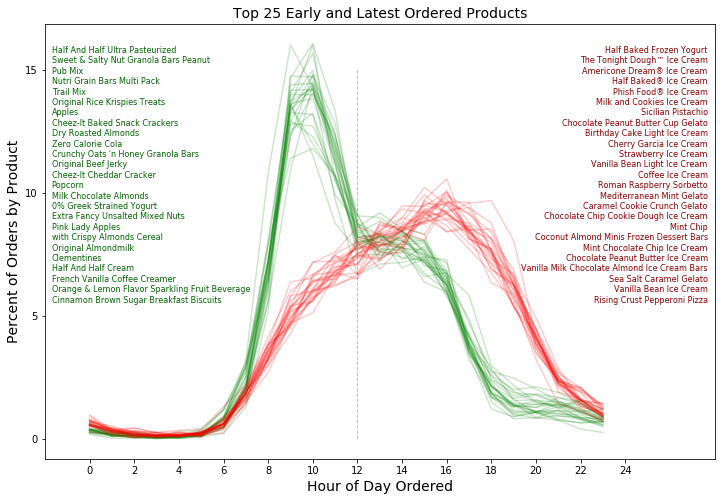 Top 25 Early and Latest Ordered Products
Half And Half Ultra Pasteurized
Sweet & Salty Nut Granola Bars Peanut
Pub Mix
Nutri Grain Bars Multi Pack
Trail Mix
Original Rice Krispies Treats
Apples
Cheez-It Baked Snack Crackers
Dry Roasted Almonds
Zero Calorie Cola
Crunchy Oats 'n Honey Granola Bars
Original Beef Jerky
Cheez-It Cheddar Cracker
Popcorn
Milk Chocolate Almonds
0% Greek Strained Yogurt
Extra Fancy Unsalted Mixed Nuts
Pink Lady Apples
with Crispy Almonds Cereal
Original Almondmilk
Clementines
Half And Half Cream
French Vanilla Coffee Creamer
Orange & Lemon Flavor Sparkling Fruit Beverage
Cinnamon Brown Sugar Breakfast Biscuits
Half Baked Frozen Yogurt
The Tonight Dough™ Ice Cream
Americone Dream® Ice Cream
Half Baked® Ice Cream
Phish Food® Ice Cream
Milk and Cookies Ice Cream
Sicilian Pistachio
Chocolate Peanut Butter Cup Gelato
Birthday Cake Light Ice Cream
Cherry Garcia Ice Cream
Strawberry Ice Cream
Vanilla Bean Light Ice Cream
Coffee Ice Cream
Roman Raspberry Sorbetto
Mediterranean Mint Gelato
Caramel Cookie Crunch Gelato
Chocolate Chip Cookie Dough Ice Cream
Mint Chip
Coconut Almond Minis Frozen Dessert Bars
Mint Chocolate Chip Ice Cream
Chocolate Peanut Butter Ice Cream
Vanilla Milk Chocolate Almond Ice Cream Bars
Sea Salt Caramel Gelato
Vanilla Bean Ice Cream
Rising Crust Pepperoni Pizza
Percent of Orders by Product
15
10
5
0
0 2 4 6 8 10 12 14 16 18 20 22 24
Hour of Day Ordered